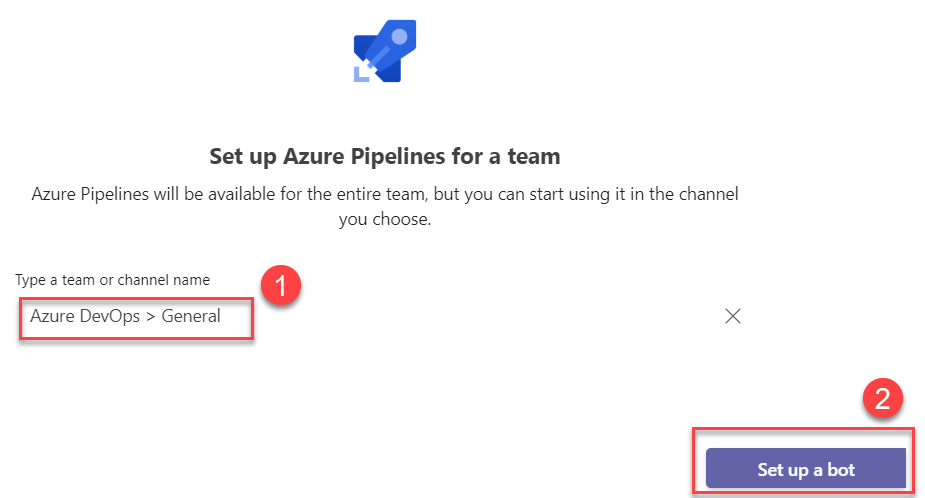 Set up Azure Pipelines for a team
Azure Pipelines will be available for the entire team, but you can start using it in the channel
you choose.
Type a team or channel name
1
Azure DevOps > General
2
Set up a bot